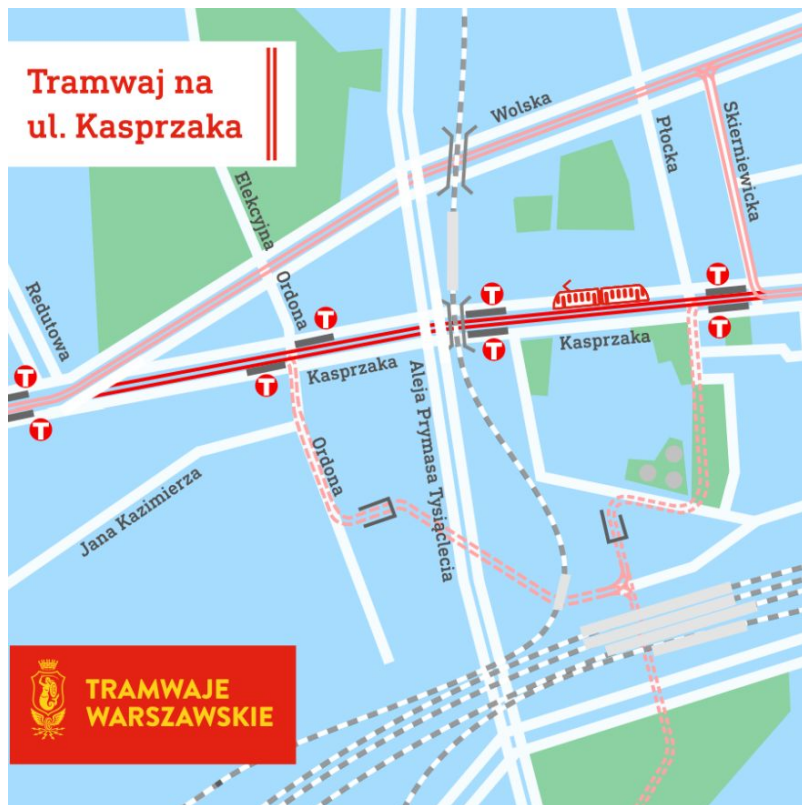 Tramwaj na
ul. Kasprzaka
Wolska
Płocka
Skierniewicka
Elekcyjna
Ordona
Redutowa
T
T
T
T
T
T
T
T
Kasprzaka
Kasprzaka
Aleja Prymasa Tysiąclecia
Ordona
Jana Kazimierza
TRAMWAJE
WARSZAWSKIE